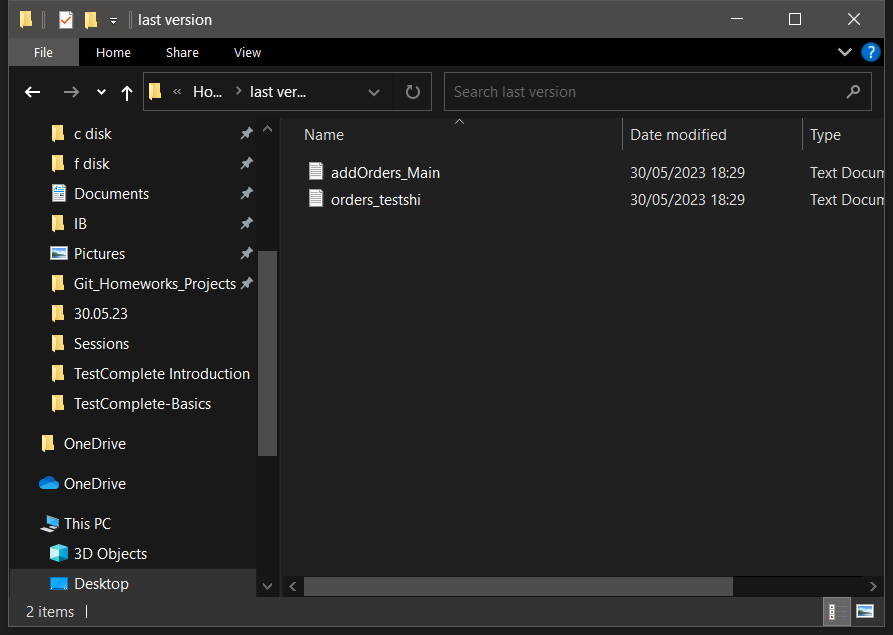 last version
File Home Share View
?
« Ho... > last ver...
Search last version
c disk
f disk
Documents
IB
Pictures
Git_Homeworks_Projects
30.05.23
Sessions
TestComplete Introduction
TestComplete-Basics
OneDrive
OneDrive
This PC
3D Objects
Desktop
Name Date modified Type
addOrders_Main 30/05/2023 18:29 Text Docum
orders_testshi 30/05/2023 18:29 Text Docum
2 items